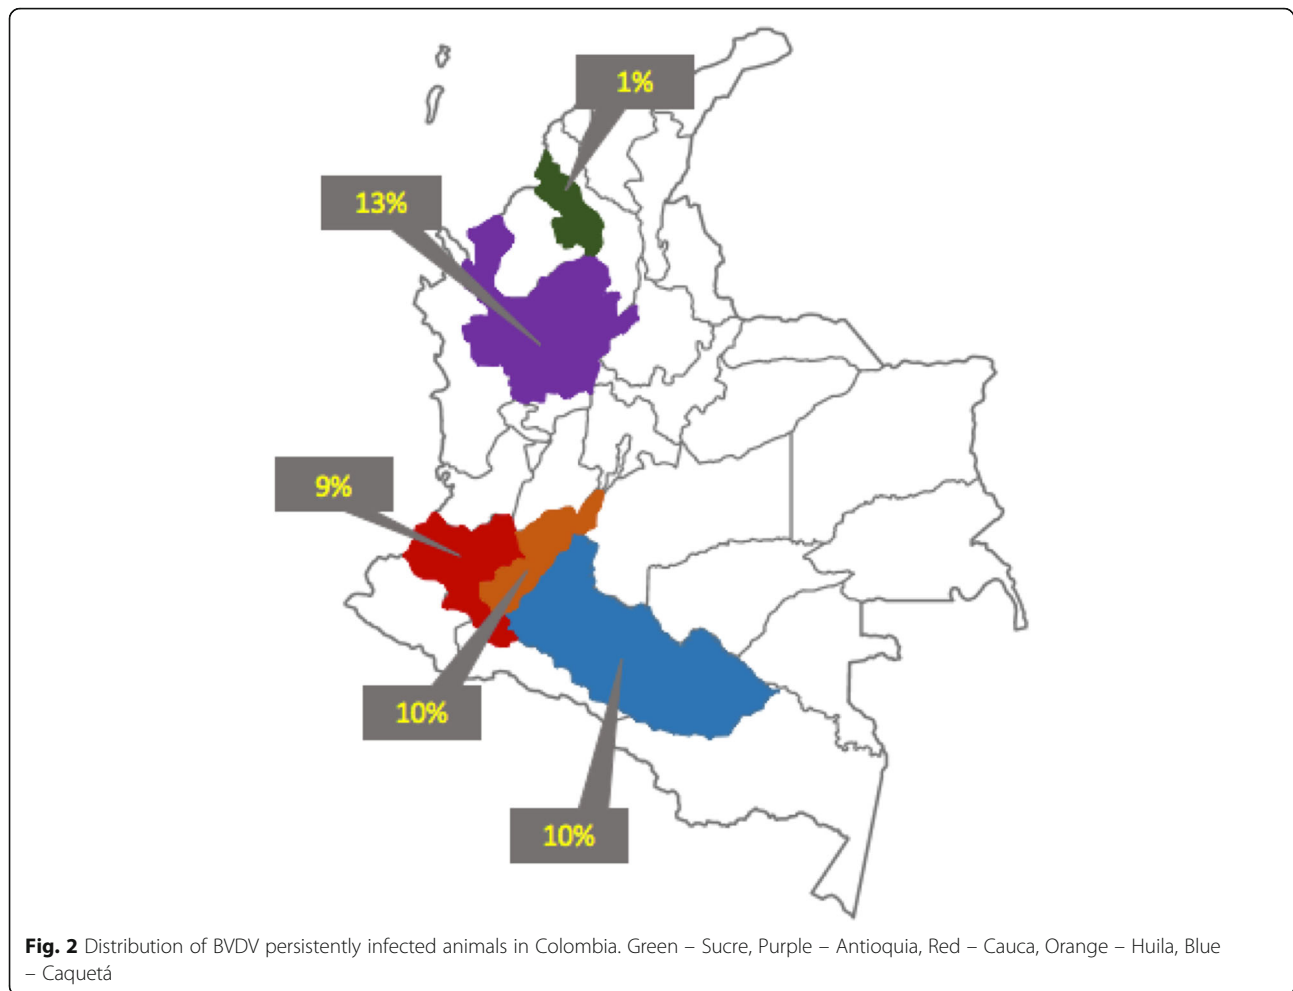 1%
13%
9%
10%
10%
Fig. 2 Distribution of BVDV persistently infected animals in Colombia. Green – Sucre, Purple – Antioquia, Red – Cauca, Orange – Huila, Blue
– Caquetá